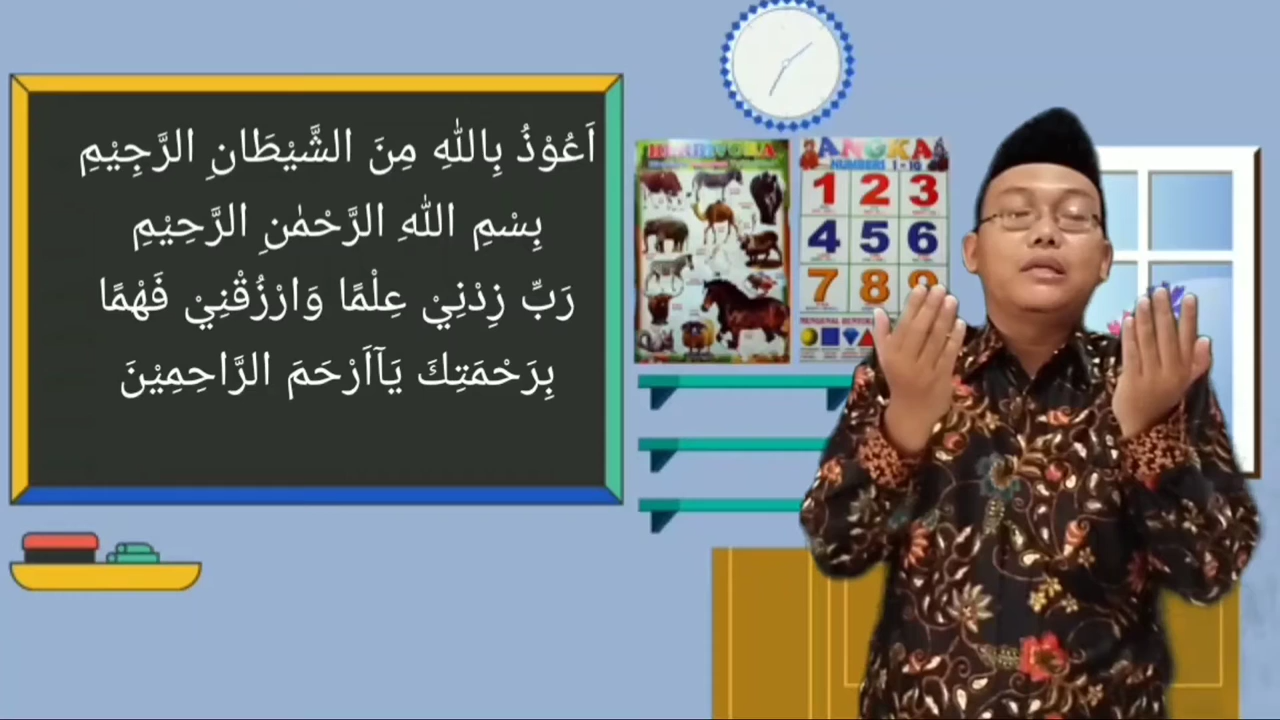 اَعُوْذُ بِاللّٰهِ مِنَ الشَّيْطَانِ الرَّجِيْمِ
بِسْمِ اللّٰهِ الرَّحْمٰنِ الرَّحِيْمِ
رَبِّ زِدْنِيْ عِلْمًا وَارْزُقْنِيْ فَهْمًا
بِرَحْمَتِكَ يَآاَرْحَمَ الرَّاحِمِيْنَ
ANGKA
NUMBERS 1-10
1 2 3
4 5 6
7 8 9